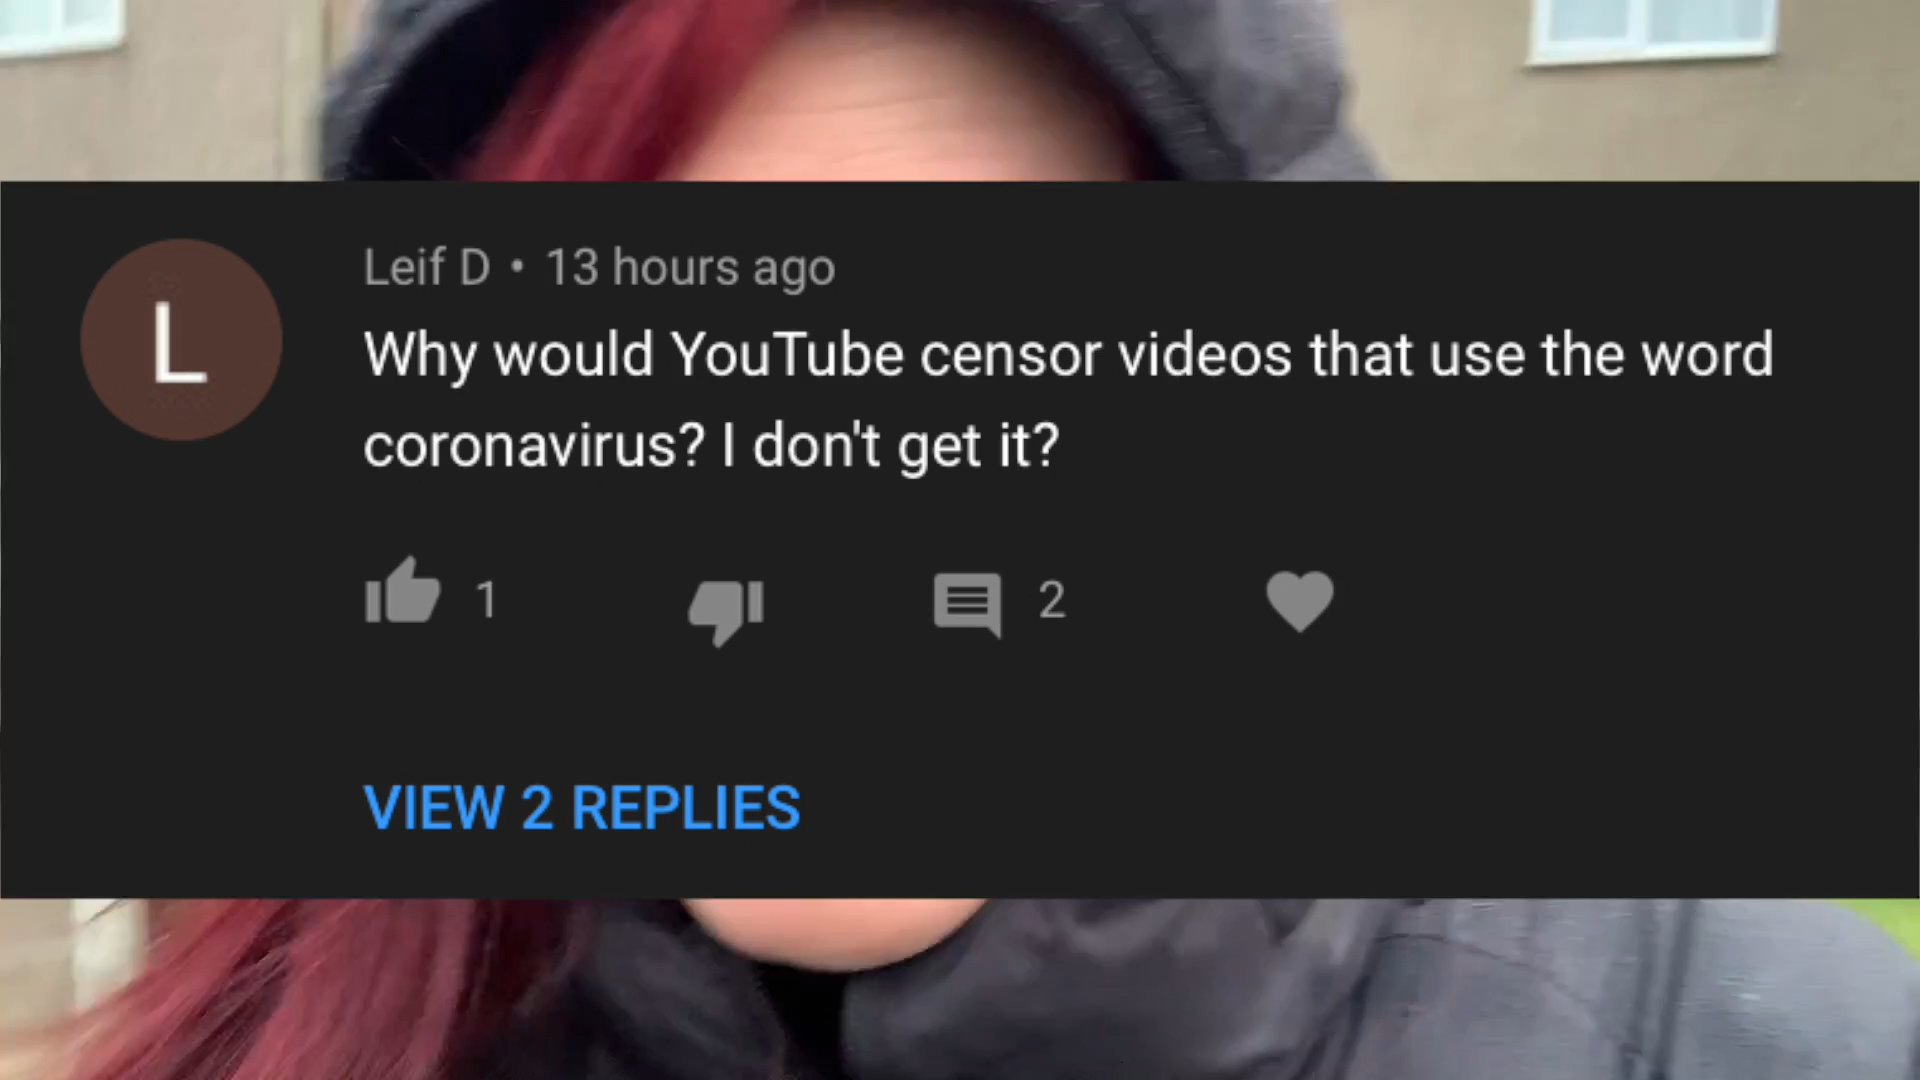 L
Leif D • 13 hours ago
Why would YouTube censor videos that use the word
coronavirus? I don't get it?
1
2
VIEW 2 REPLIES